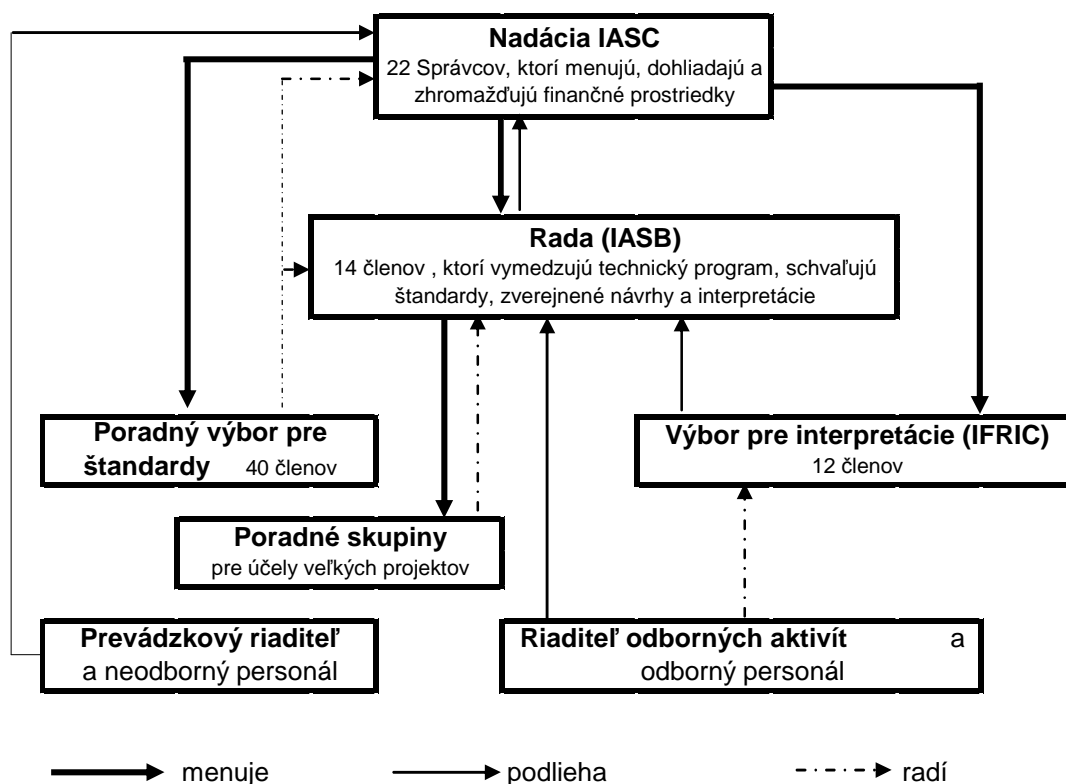 Nadácia IASC
22 Správcov, ktorí menujú, dohliadajú a
zhromažďujú finančné prostriedky
Rada (IASB)
14 členov , ktorí vymedzujú technický program, schvaľujú
štandardy, zverejnené návrhy a interpretácie
Poradný výbor pre
štandardy 40 členov
Výbor pre interpretácie (IFRIC)
12 členov
Poradné skupiny
pre účely veľkých projektov
Prevádzkový riaditeľ
a neodborný personál
Riaditeľ odborných aktivít a
odborný personál
menuje podlieha radí